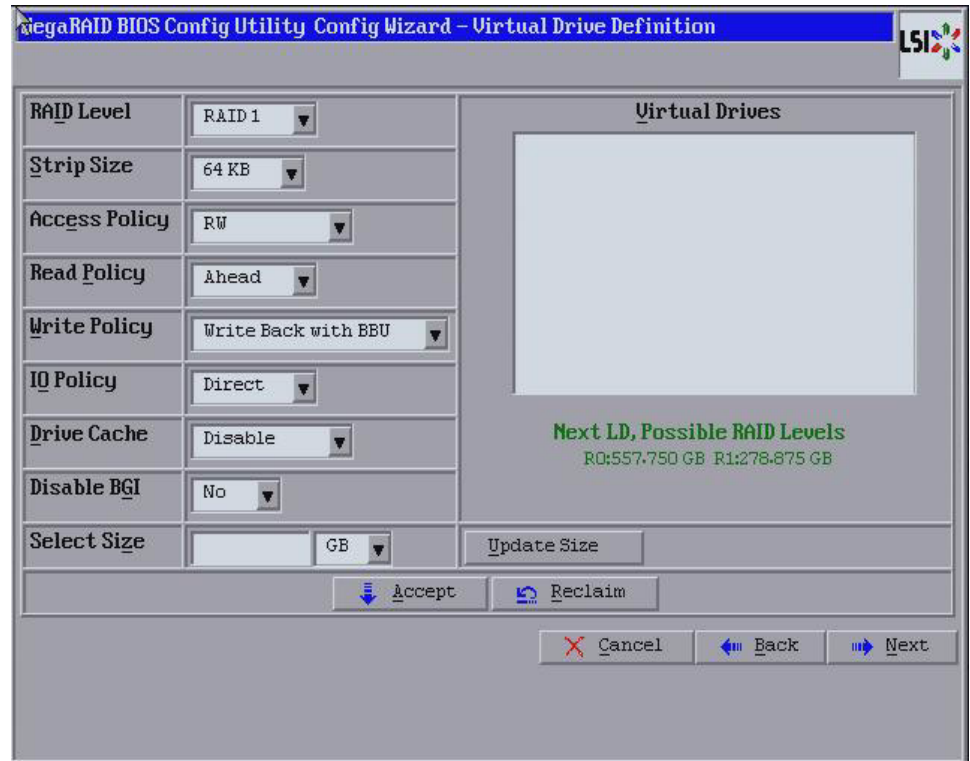 MegaRAID BIOS Config Utility Config Wizard – Virtual Drive Definition
LSI
RAID Level RAID 1
Strip Size 64 KB
Access Policy RW
Read Policy Ahead
Write Policy Write Back with BBU
IO Policy Direct
Drive Cache Disable
Disable BGI No
Select Size GB
Virtual Drives
Next LD, Possible RAID Levels
R0:557.750 GB R1:278.875 GB
Update Size
Accept Reclaim
Cancel Back Next